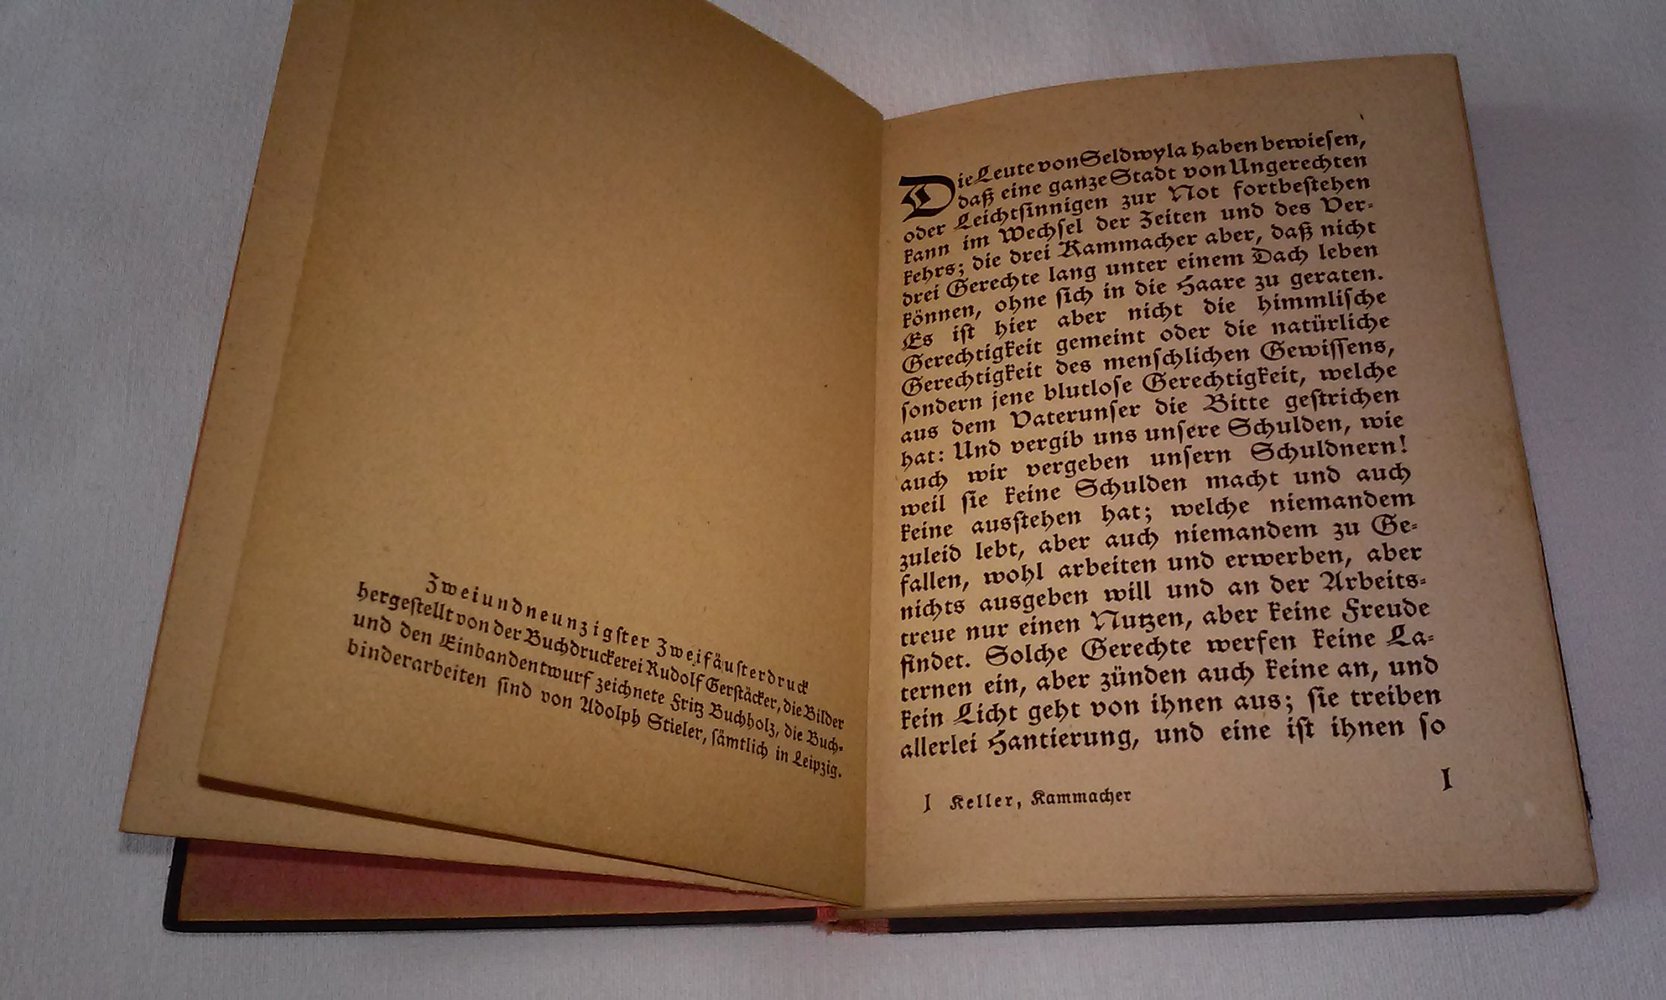 Zweiundneunzigster Zweifäusterdruck
hergestellt von der Buchdruckerei Rudolf Gerstäcker, die Bilder
und den Einbandentwurf zeichnete Fritz Buchholz, die Buch-
binderarbeiten sind von Adolph Stieler, sämtlich in Leipzig.
Die Leute von Seldwyla haben bewiesen,
daß eine ganze Stadt von Ungerechten
oder Leichtsinnigen zur Not fortbestehen
kann im Wechsel der Zeiten und des Ver-
kehrs; die drei Kammacher aber, daß nicht
drei Gerechte lang unter einem Dach leben
können, ohne sich in die Haare zu geraten.
Es ist hier aber nicht die himmlische
Gerechtigkeit gemeint oder die natürliche
Gerechtigkeit des menschlichen Gewissens,
sondern jene blutlose Gerechtigkeit, welche
aus dem Vaterunser die Bitte gestrichen
hat: Und vergib uns unsere Schulden, wie
auch wir vergeben unsern Schuldnern!
weil sie keine Schulden macht und auch
keine ausstehen hat; welche niemandem
zuleid lebt, aber auch niemandem zu Ge-
fallen, wohl arbeiten und erwerben, aber
nichts ausgeben will und an der Arbeits-
treue nur einen Nutzen, aber keine Freude
findet. Solche Gerechte werfen keine La-
ternen ein, aber zünden auch keine an, und
kein Licht geht von ihnen aus; sie treiben
allerlei Hantierung, und eine ist ihnen so
1 Keller, Kammacher
1